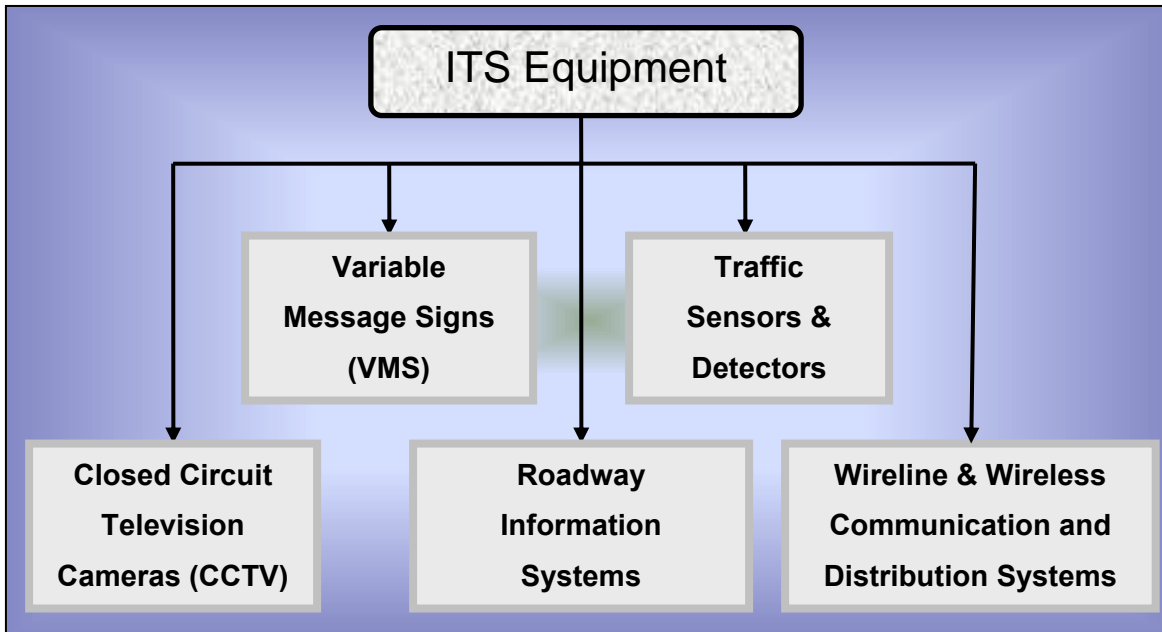 ITS Equipment
Variable
Message Signs
(VMS)
Traffic
Sensors &
Detectors
Closed Circuit
Television
Cameras (CCTV)
Roadway
Information
Systems
Wireline & Wireless
Communication and
Distribution Systems